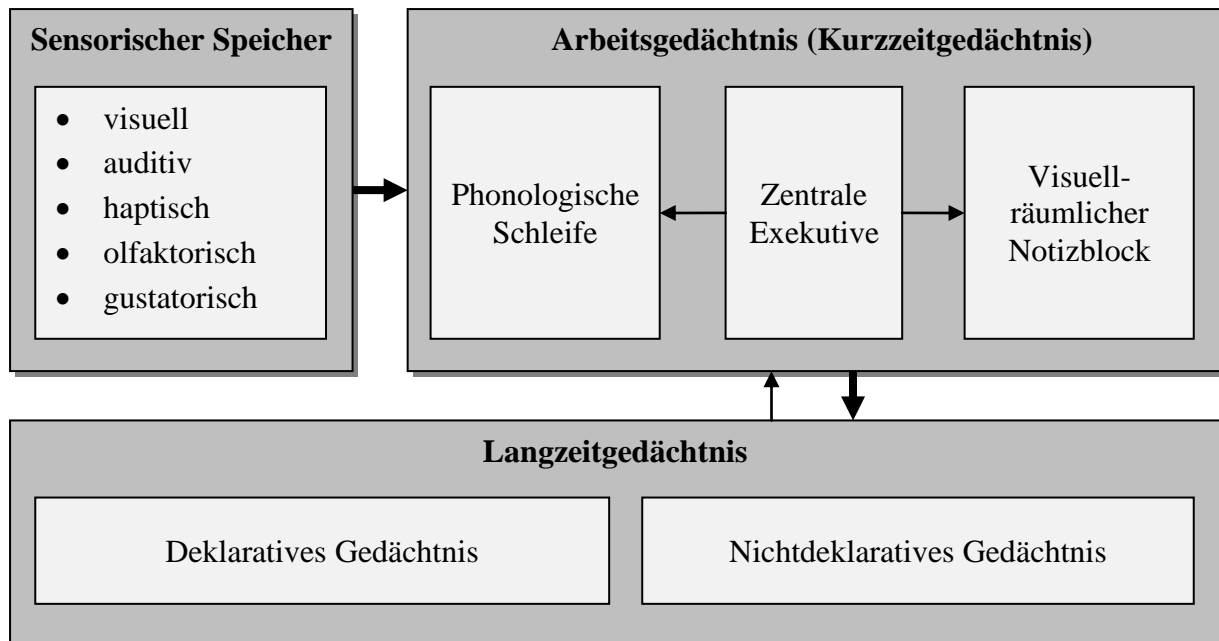 Sensorischer Speicher
• visuell
• auditiv
• haptisch
• olfaktorisch
• gustatorisch
Arbeitsgedächtnis (Kurzzeitgedächtnis)
Phonologische
Schleife
Zentrale
Exekutive
Visuell-
räumlicher
Notizblock
Langzeitgedächtnis
Deklaratives Gedächtnis
Nichtdeklaratives Gedächtnis